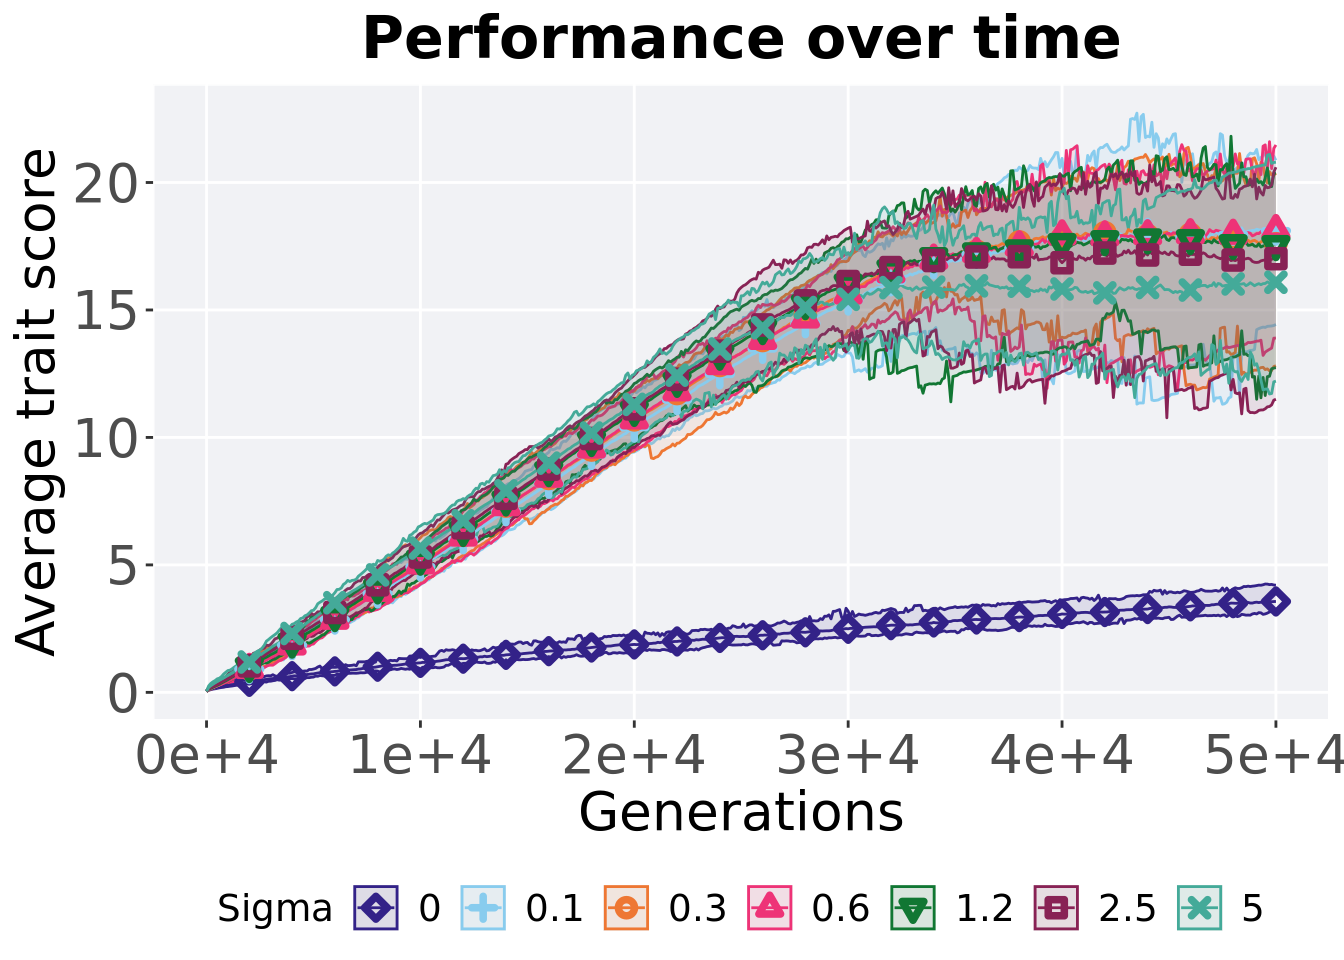 Performance over time
Average trait score
20
15
10
5
0
0e+4 1e+4 2e+4 3e+4 4e+4 5e+4
Generations
Sigma 0 0.1 0.3 0.6 1.2 2.5 5